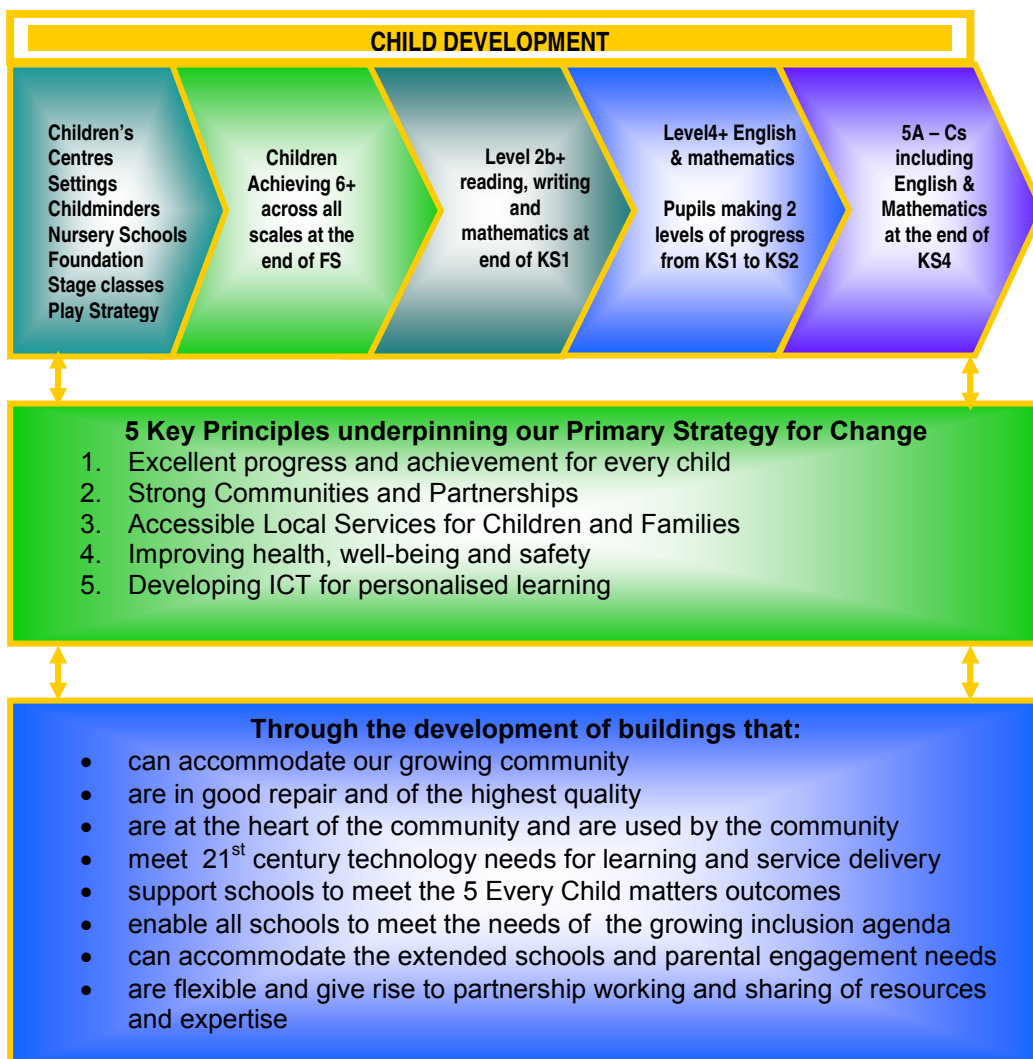 CHILD DEVELOPMENT
Children's
Centres
Settings
Childminders
Nursery Schools
Foundation
Stage classes
Play Strategy
Children
Achieving 6+
across all
scales at the
end of FS
Level 2b+
reading, writing
and
mathematics at
end of KS1
Level4+ English
& mathematics
Pupils making 2
levels of progress
from KS1 to KS2
5A – Cs
including
English &
Mathematics
at the end of
KS4
5 Key Principles underpinning our Primary Strategy for Change
1. Excellent progress and achievement for every child
2. Strong Communities and Partnerships
3. Accessible Local Services for Children and Families
4. Improving health, well-being and safety
5. Developing ICT for personalised learning
Through the development of buildings that:
• can accommodate our growing community
• are in good repair and of the highest quality
• are at the heart of the community and are used by the community
• meet 21st century technology needs for learning and service delivery
• support schools to meet the 5 Every Child matters outcomes
• enable all schools to meet the needs of the growing inclusion agenda
• can accommodate the extended schools and parental engagement needs
• are flexible and give rise to partnership working and sharing of resources
and expertise